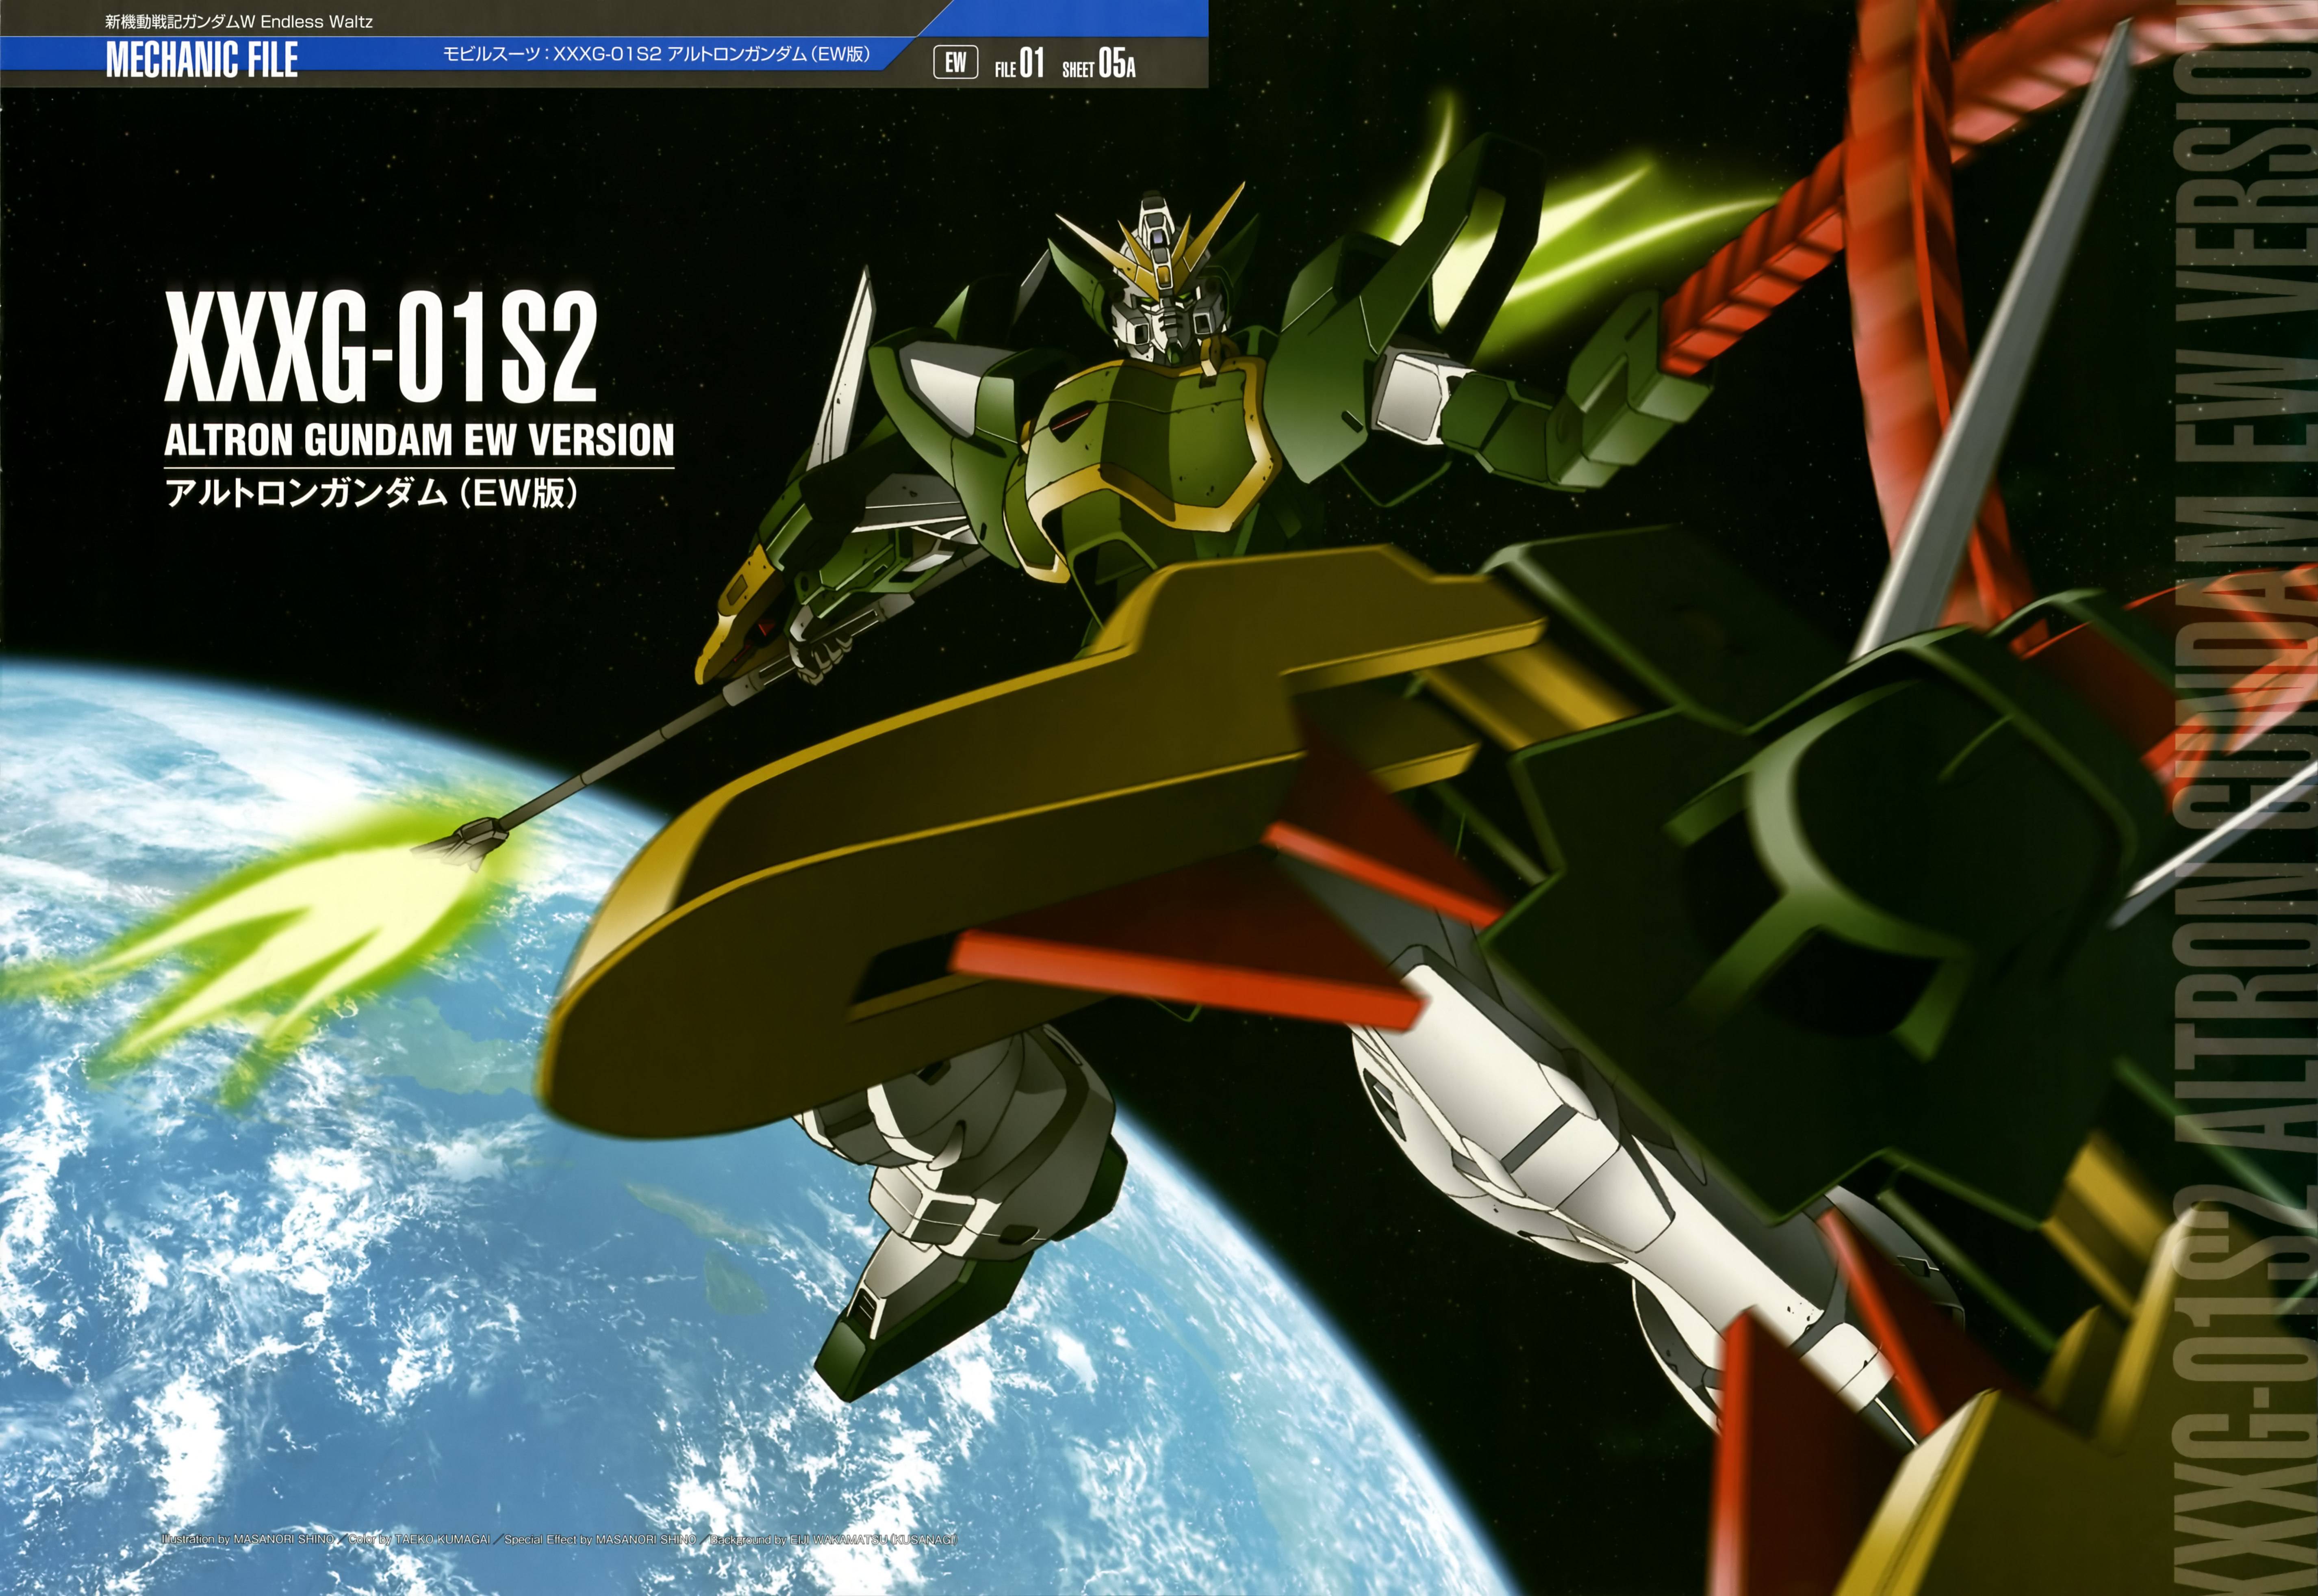 新機動戦記ガンダムW Endless Waltz
MECHANIC FILE
モビルスーツ：XXXG-01S2 アルトロンガンダム（EW版）
EW FILE 01 SHEET 05A
XXXG-01S2
ALTRON GUNDAM EW VERSION
アルトロンガンダム（EW版）
XXXG-01S2 ALTRON GUNDAM EW VERSION
Illustration by MASANORI SHINO／Color by TAEKO KUMAGAI／Special Effect by MASANORI SHINO／Background by EIJI WAKAMATSU（KUSANAGI）